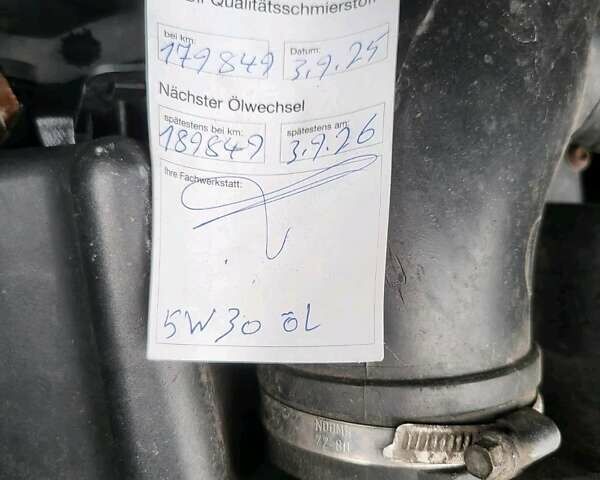 Qualitätsschmierstoff
bei km: Datum:
179849 3.9.25
Nächster Ölwechsel
spätestens bei km: spätestens am:
189849 3.9.26
Ihre Fachwerkstatt:
5W30 ÖL
NORMA